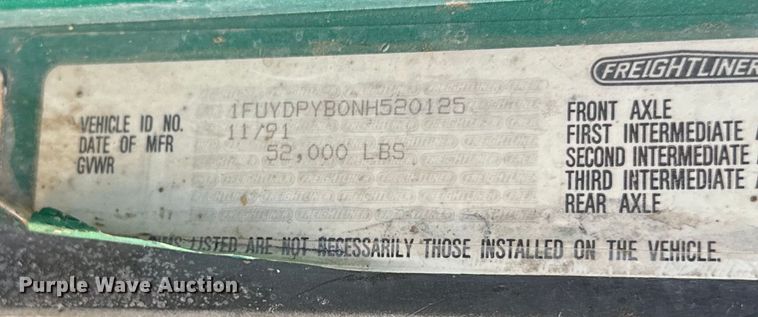 FREIGHTLINER
VEHICLE ID NO. 1FUYDPYB0NH520125
DATE OF MFR 11/91
GVWR 52,000 LBS
FRONT AXLE
FIRST INTERMEDIATE
SECOND INTERMEDIATE
THIRD INTERMEDIATE
REAR AXLE
LISTED ARE NOT NECESSARILY THOSE INSTALLED ON THE VEHICLE.
Purple Wave Auction